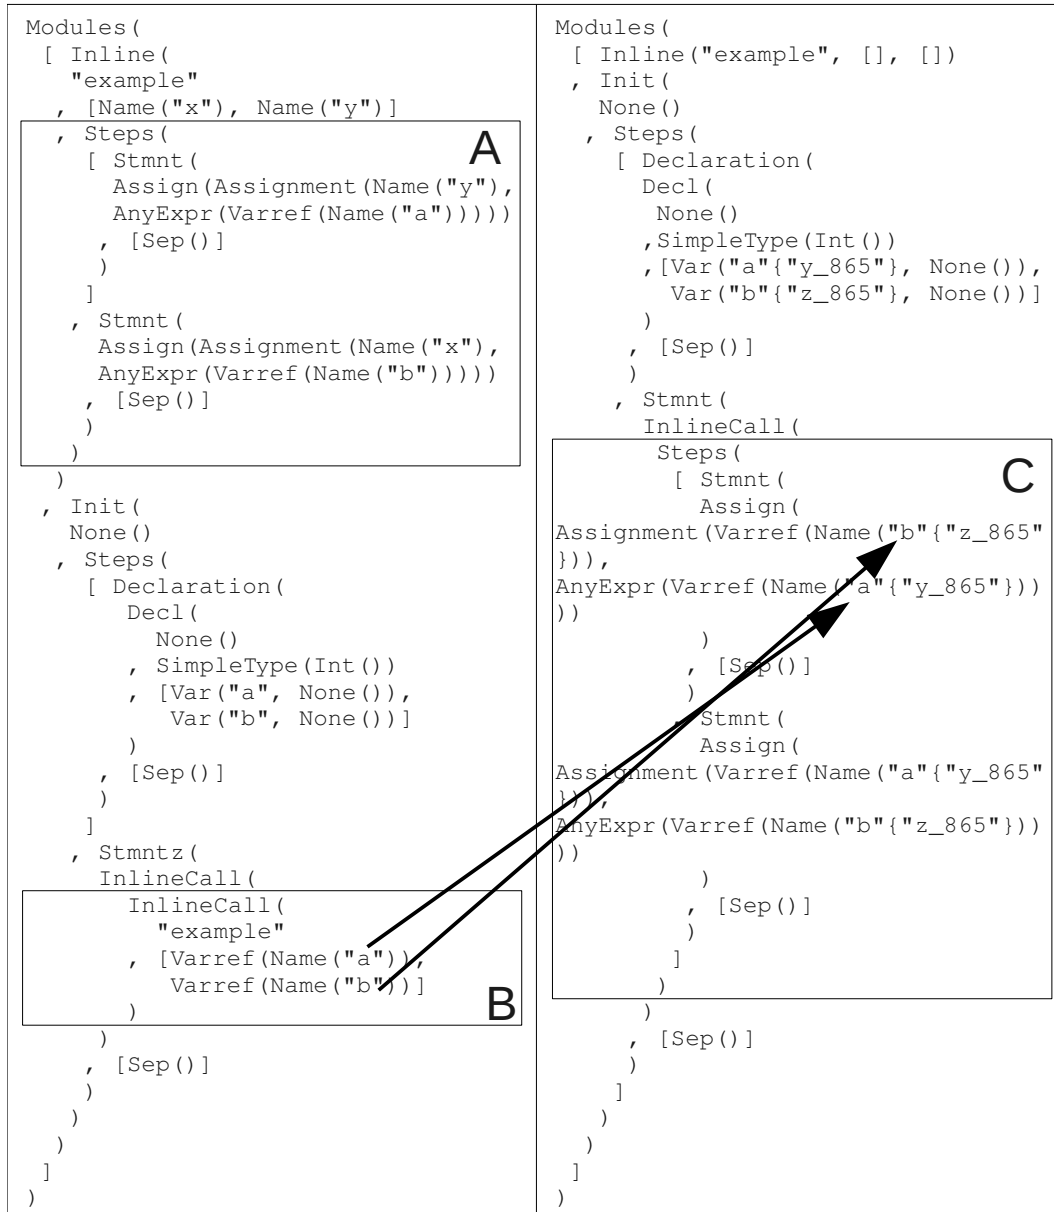 Modules(
 [ Inline(
   "example"
  , [Name("x"), Name("y")]
  , Steps(
A
    [ Stmnt(
      Assign(Assignment(Name("y"),
      AnyExpr(Varref(Name("a")))))
     , [Sep()]
     )
    ]
   , Stmnt(
     Assign(Assignment(Name("x"),
     AnyExpr(Varref(Name("b")))))
    , [Sep()]
    )
   )
  )
 , Init(
   None()
  , Steps(
    [ Declaration(
       Decl(
         None()
       , SimpleType(Int())
       , [Var("a", None()),
          Var("b", None())]
       )
     , [Sep()]
     )
    ]
   , Stmntz(
     InlineCall(
       InlineCall(
         "example"
       , [Varref(Name("a")),
          Varref(Name("b"))]
       )
B
     )
    , [Sep()]
    )
   )
  )
 ]
)
Modules(
 [ Inline("example", [], [])
 , Init(
   None()
  , Steps(
    [ Declaration(
      Decl(
       None()
      ,SimpleType(Int())
      ,[Var("a"{"y_865"}, None()),
        Var("b"{"z_865"}, None())]
      )
     , [Sep()]
     )
    , Stmnt(
      InlineCall(
       Steps(
C
        [ Stmnt(
          Assign(
Assignment(Varref(Name("b"{"z_865"
})),
AnyExpr(Varref(Name("a"{"y_865"}))
))
          )
         , [Sep()]
         )
        , Stmnt(
          Assign(
Assignment(Varref(Name("a"{"y_865"
})),
AnyExpr(Varref(Name("b"{"z_865"}))
))
          )
         , [Sep()]
         )
        ]
       )
      )
     , [Sep()]
     )
    ]
   )
  )
 ]
)